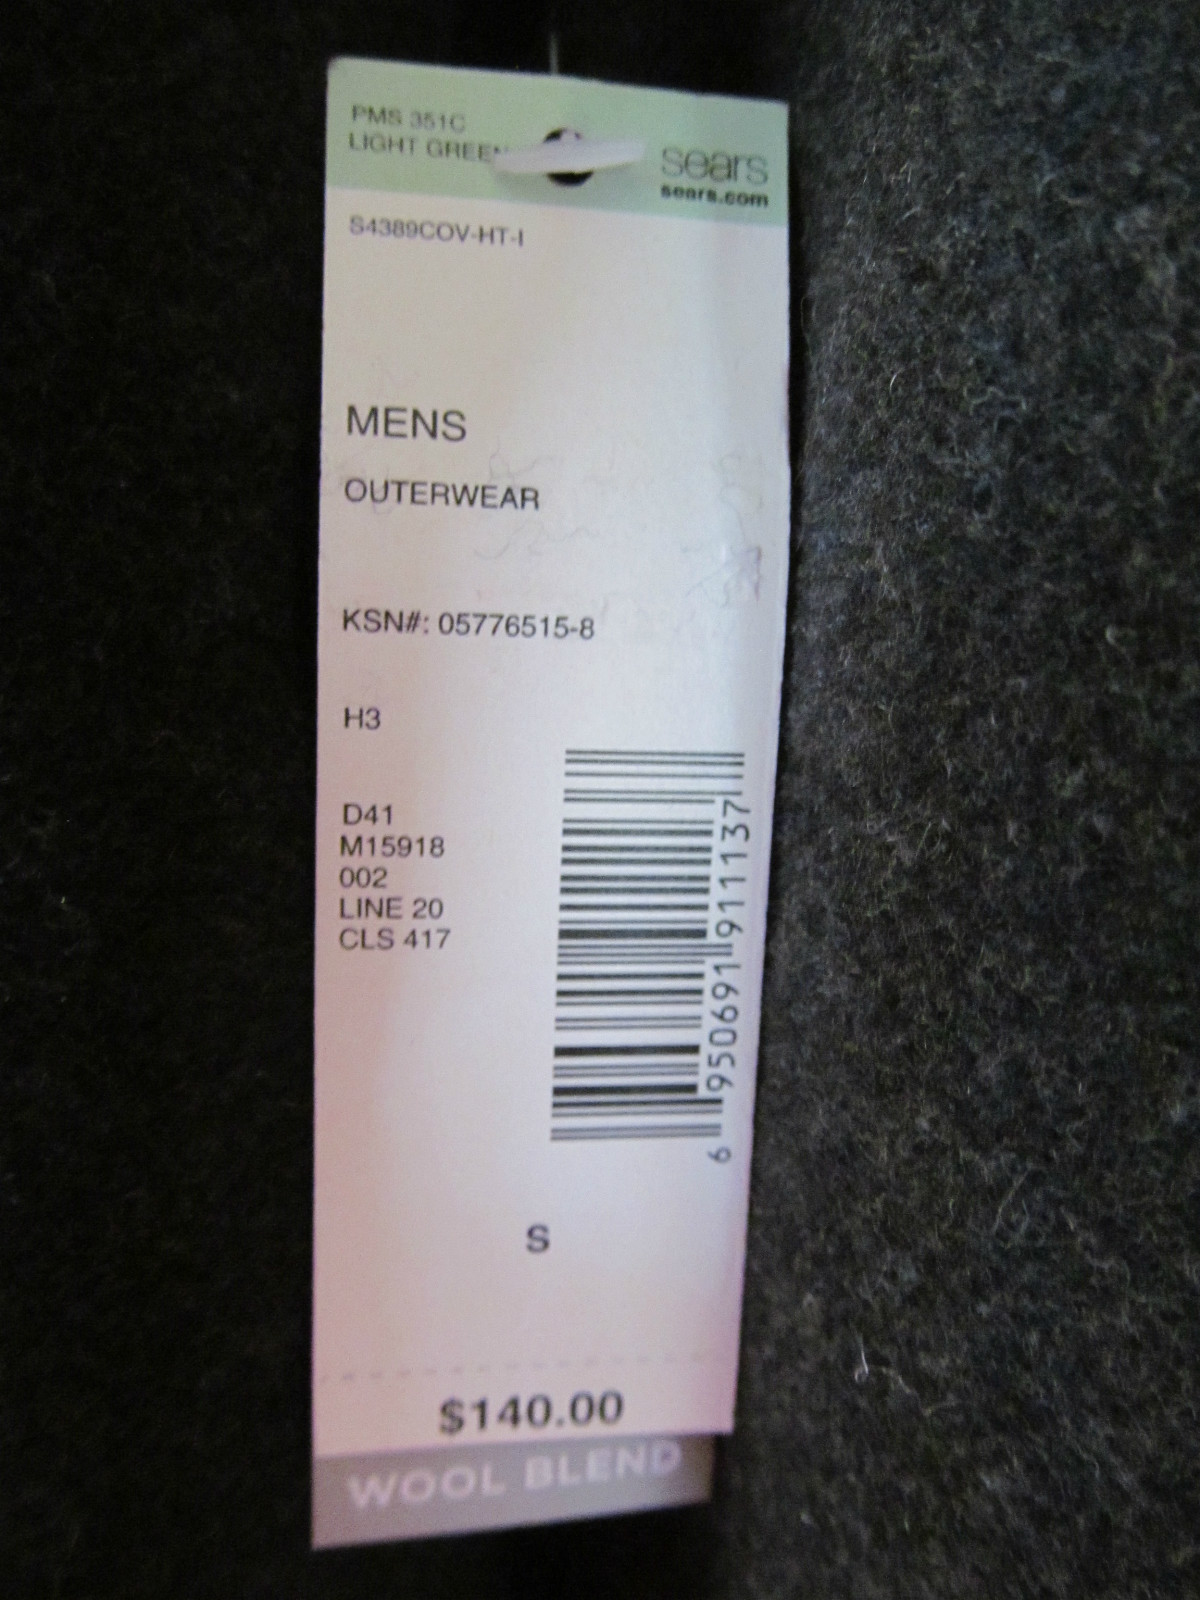 PMS 351C
LIGHT GREEN
sears
sears.com
S4389COV-HT-I
MENS
OUTERWEAR
KSN#: 05776515-8
H3
D41
M15918
002
LINE 20
CLS 417
6 950691 911137
S
$140.00
WOOL BLEND